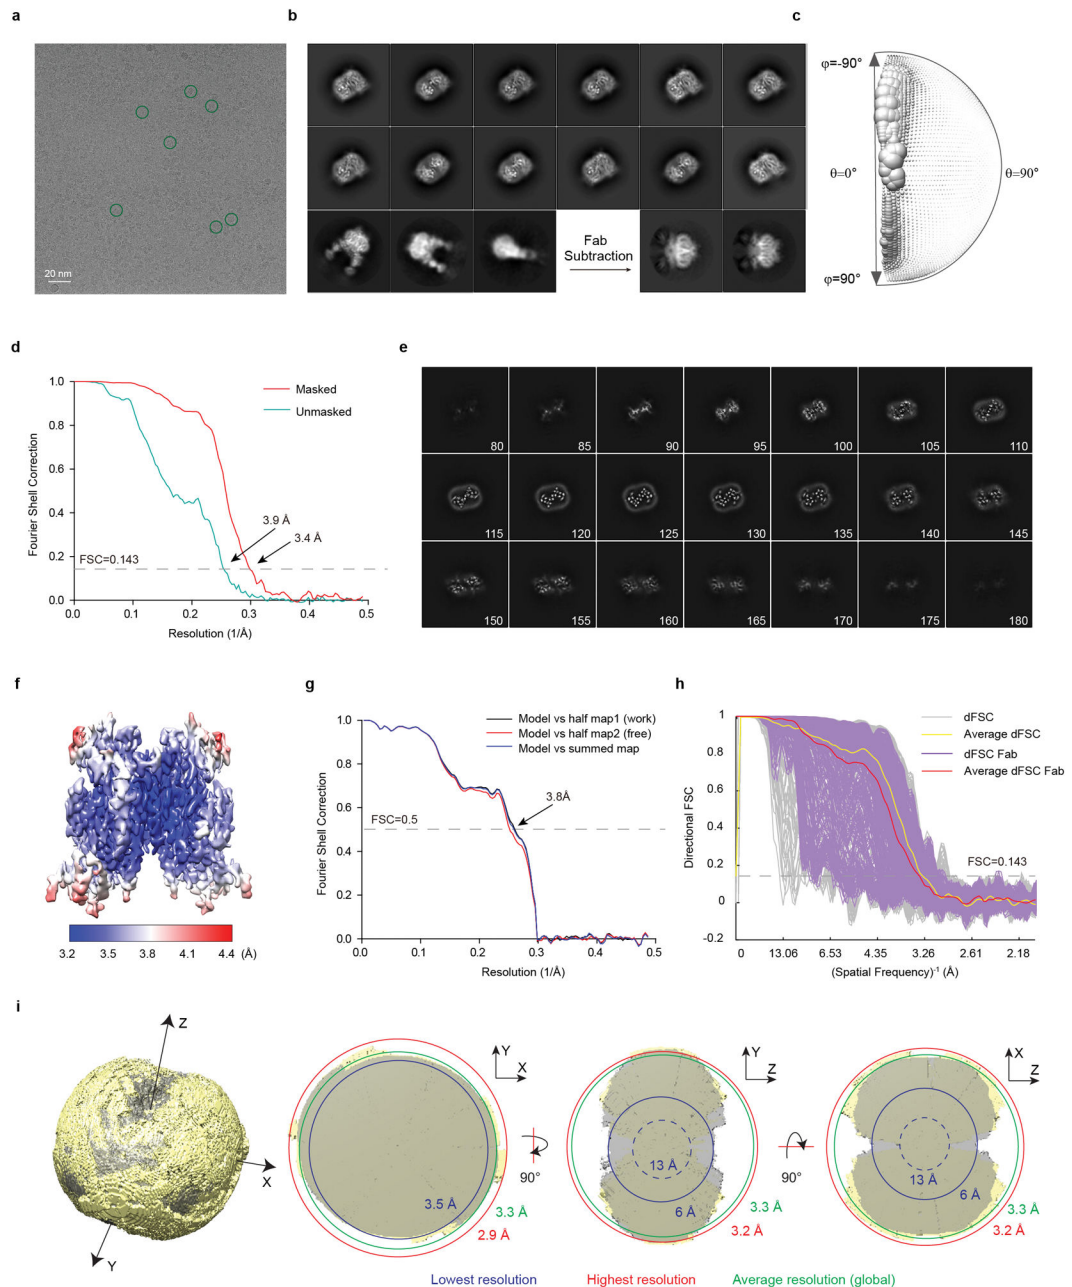 a
20 nm
b
Fab
Subtraction
c
φ=-90°
θ=0°
θ=90°
φ=90°
d
Fourier Shell Correction
1.0
0.8
0.6
0.4
0.2
0.0
Masked
Unmasked
3.9 Å
3.4 Å
FSC=0.143
0.0 0.1 0.2 0.3 0.4 0.5
Resolution (1/Å)
e
80 85 90 95 100 105 110
115 120 125 130 135 140 145
150 155 160 165 170 175 180
f
3.2 3.5 3.8 4.1 4.4 (Å)
g
Fourier Shell Correction
1.0
0.8
0.6
0.4
0.2
0.0
Model vs half map1 (work)
Model vs half map2 (free)
Model vs summed map
3.8Å
FSC=0.5
0.0 0.1 0.2 0.3 0.4 0.5
Resolution (1/Å)
h
Directional FSC
1
0.8
0.6
0.4
0.2
0
-0.2
dFSC
Average dFSC
dFSC Fab
Average dFSC Fab
FSC=0.143
0 13.06 6.53 4.35 3.26 2.61 2.18
(Spatial Frequency)⁻¹ (Å)
i
Z
X
Y
Y
X
3.5 Å
3.3 Å
2.9 Å
90°
Y
Z
13 Å
6 Å
3.3 Å
3.2 Å
90°
X
Z
13 Å
6 Å
3.3 Å
3.2 Å
Lowest resolution Highest resolution Average resolution (global)